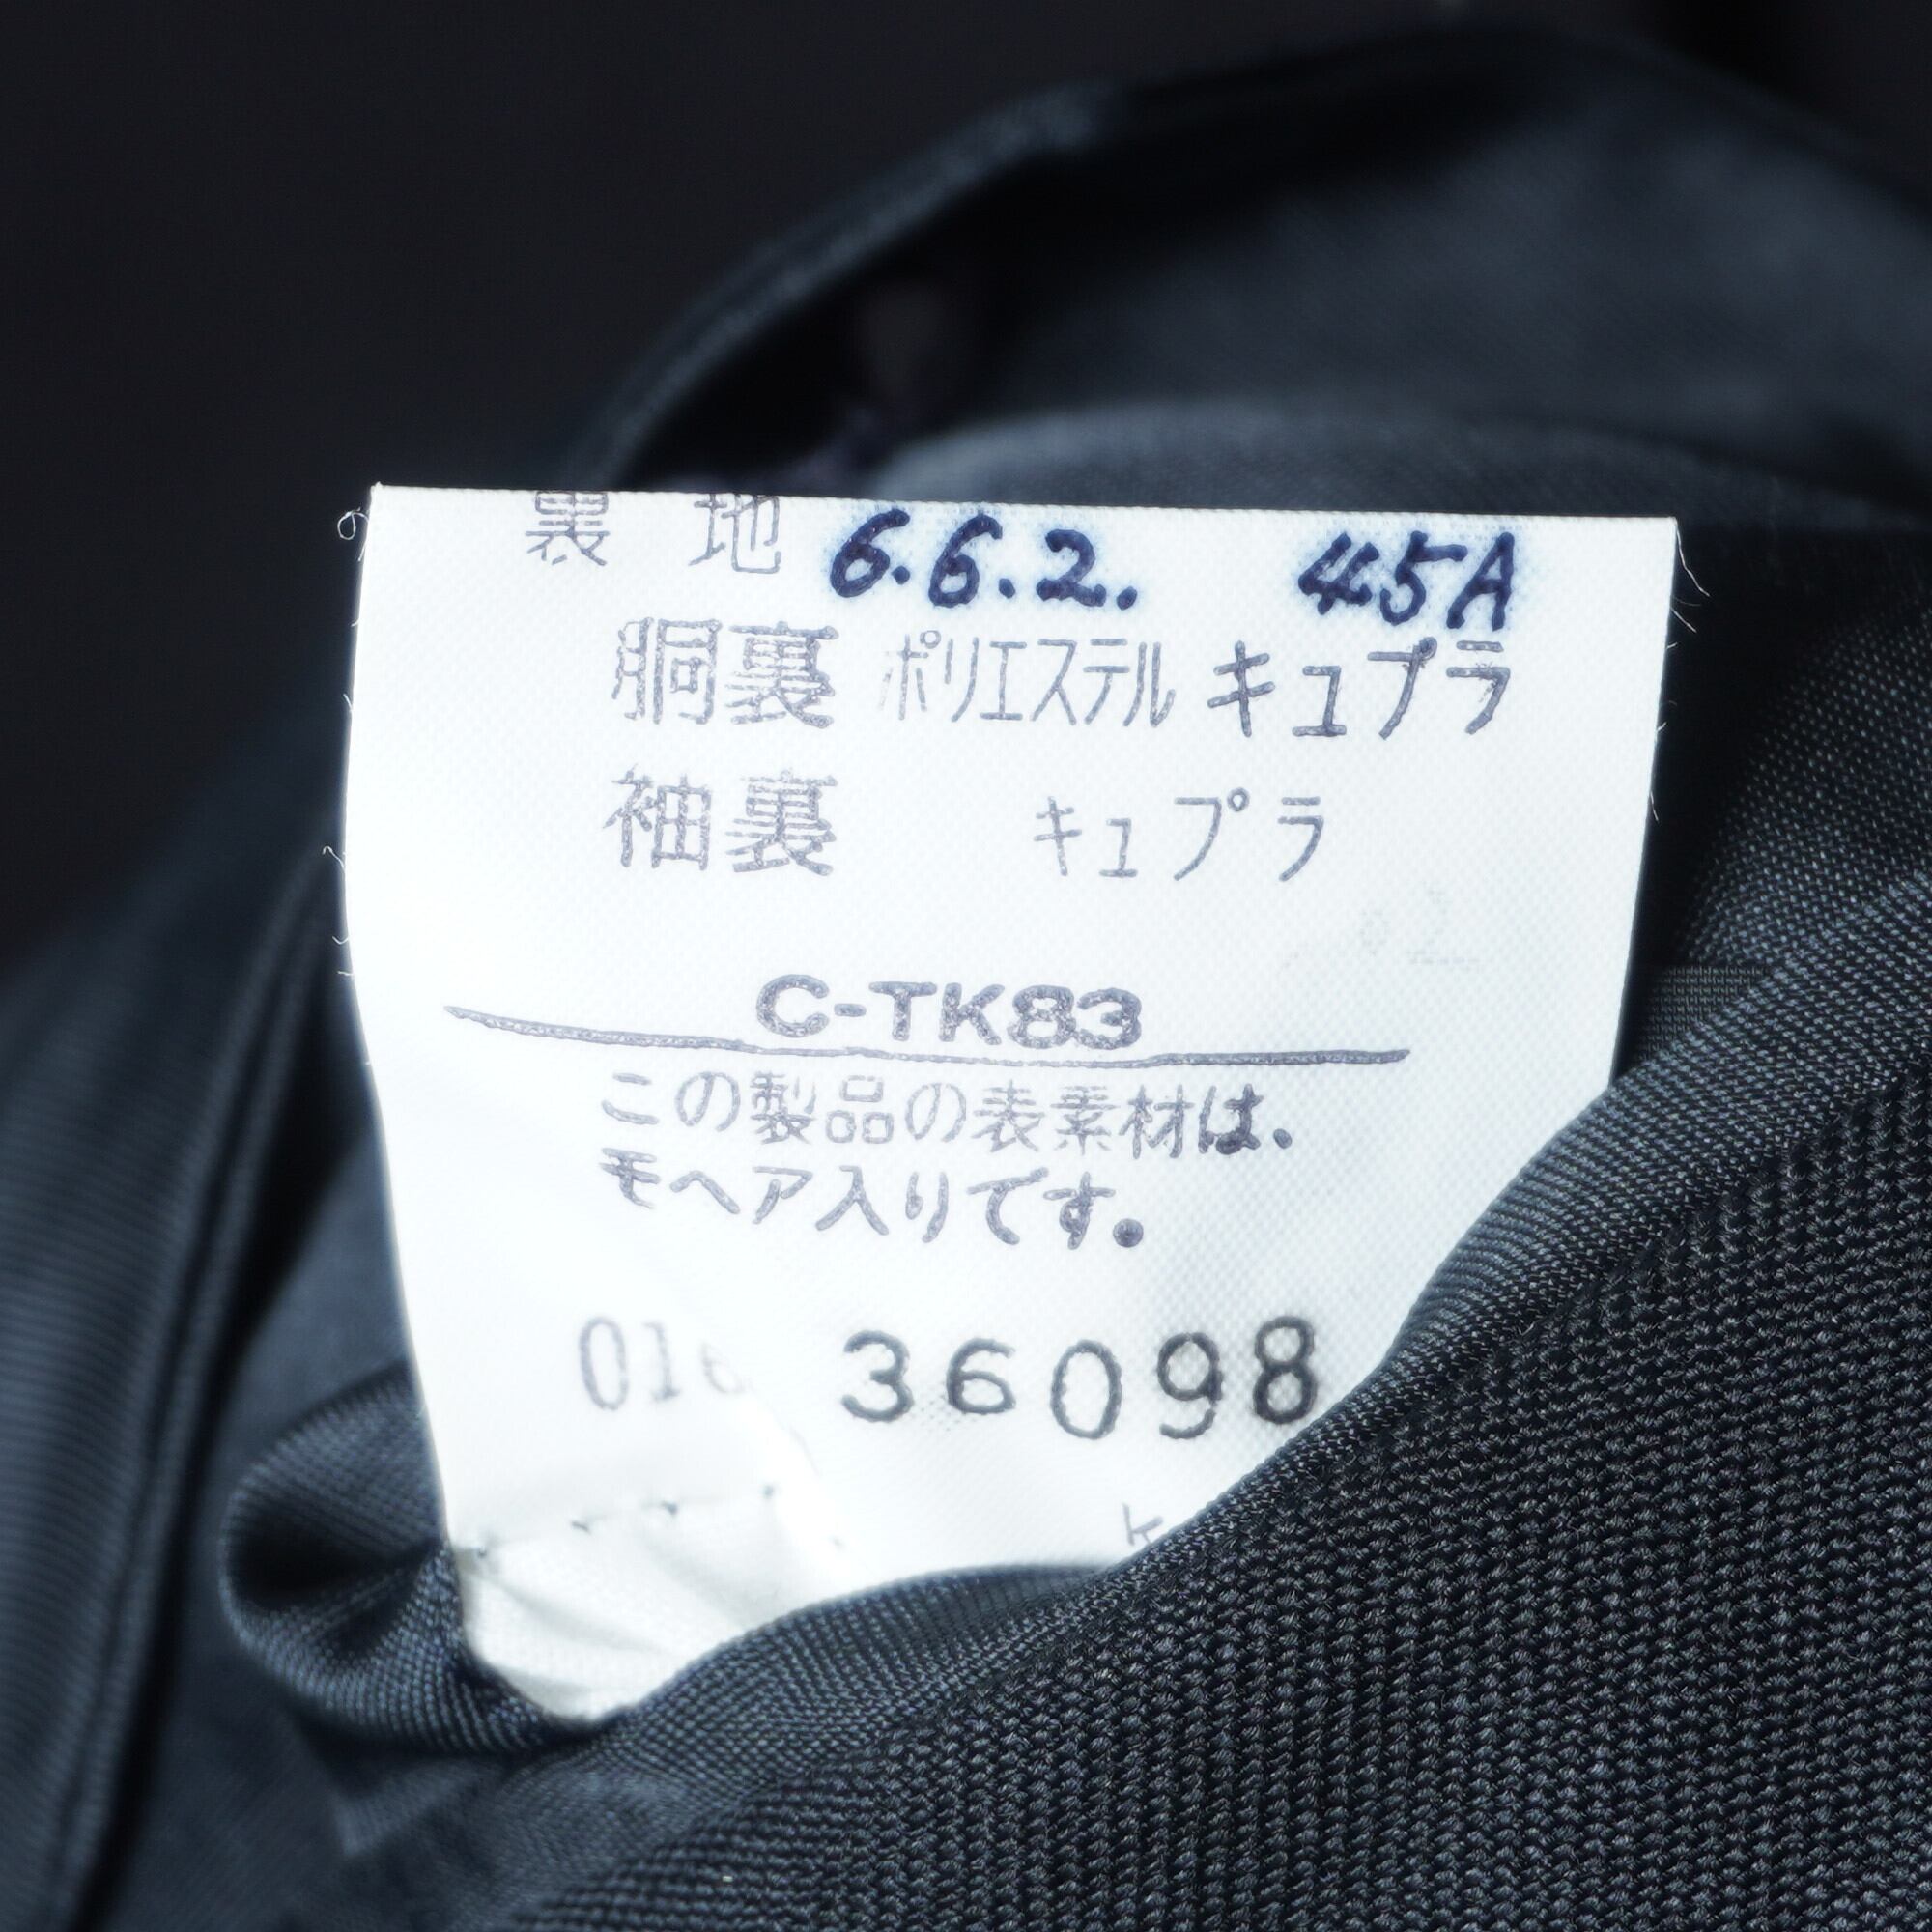 裏 地 6.6.2. 45A
胴裏 ポリエステル キュプラ
袖裏 キュプラ
C-TK83
この製品の表素材は、
モヘア入りです。
016 36098
K